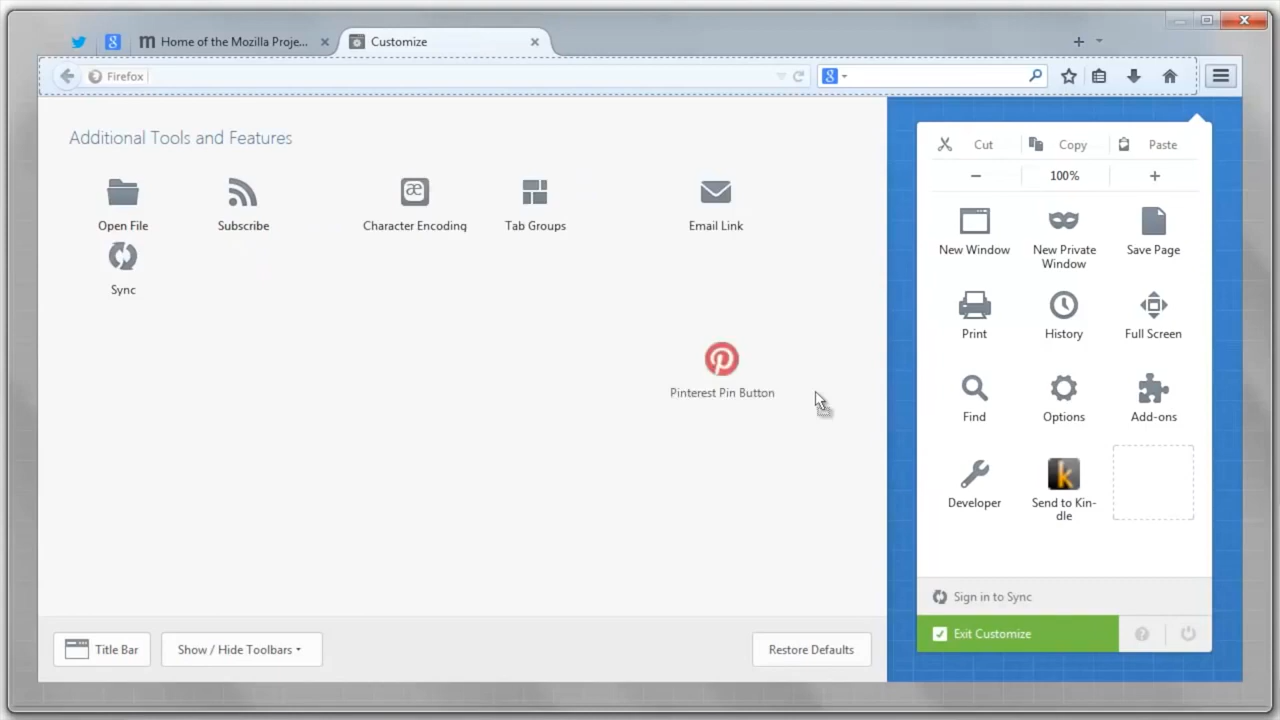 Home of the Mozilla Proje...
Customize
Firefox
Additional Tools and Features
Open File
Subscribe
Character Encoding
Tab Groups
Email Link
Sync
Pinterest Pin Button
Cut
Copy
Paste
100%
New Window
New Private
Window
Save Page
Print
History
Full Screen
Find
Options
Add-ons
Developer
Send to Kin-
dle
Sign in to Sync
Exit Customize
Title Bar
Show / Hide Toolbars
Restore Defaults